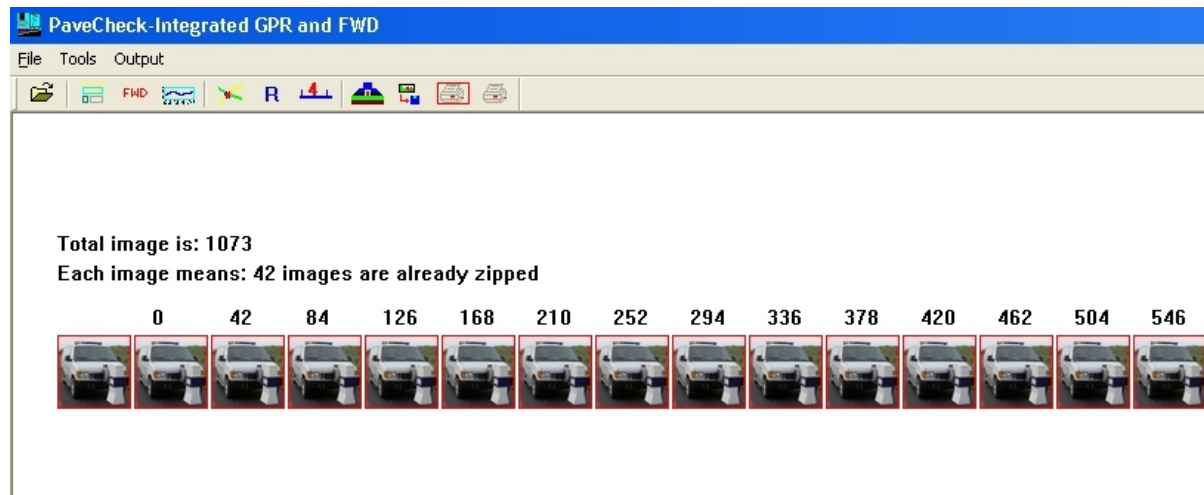 PaveCheck-Integrated GPR and FWD
File Tools Output
FWD R 4
Total image is: 1073
Each image means: 42 images are already zipped
0 42 84 126 168 210 252 294 336 378 420 462 504 546